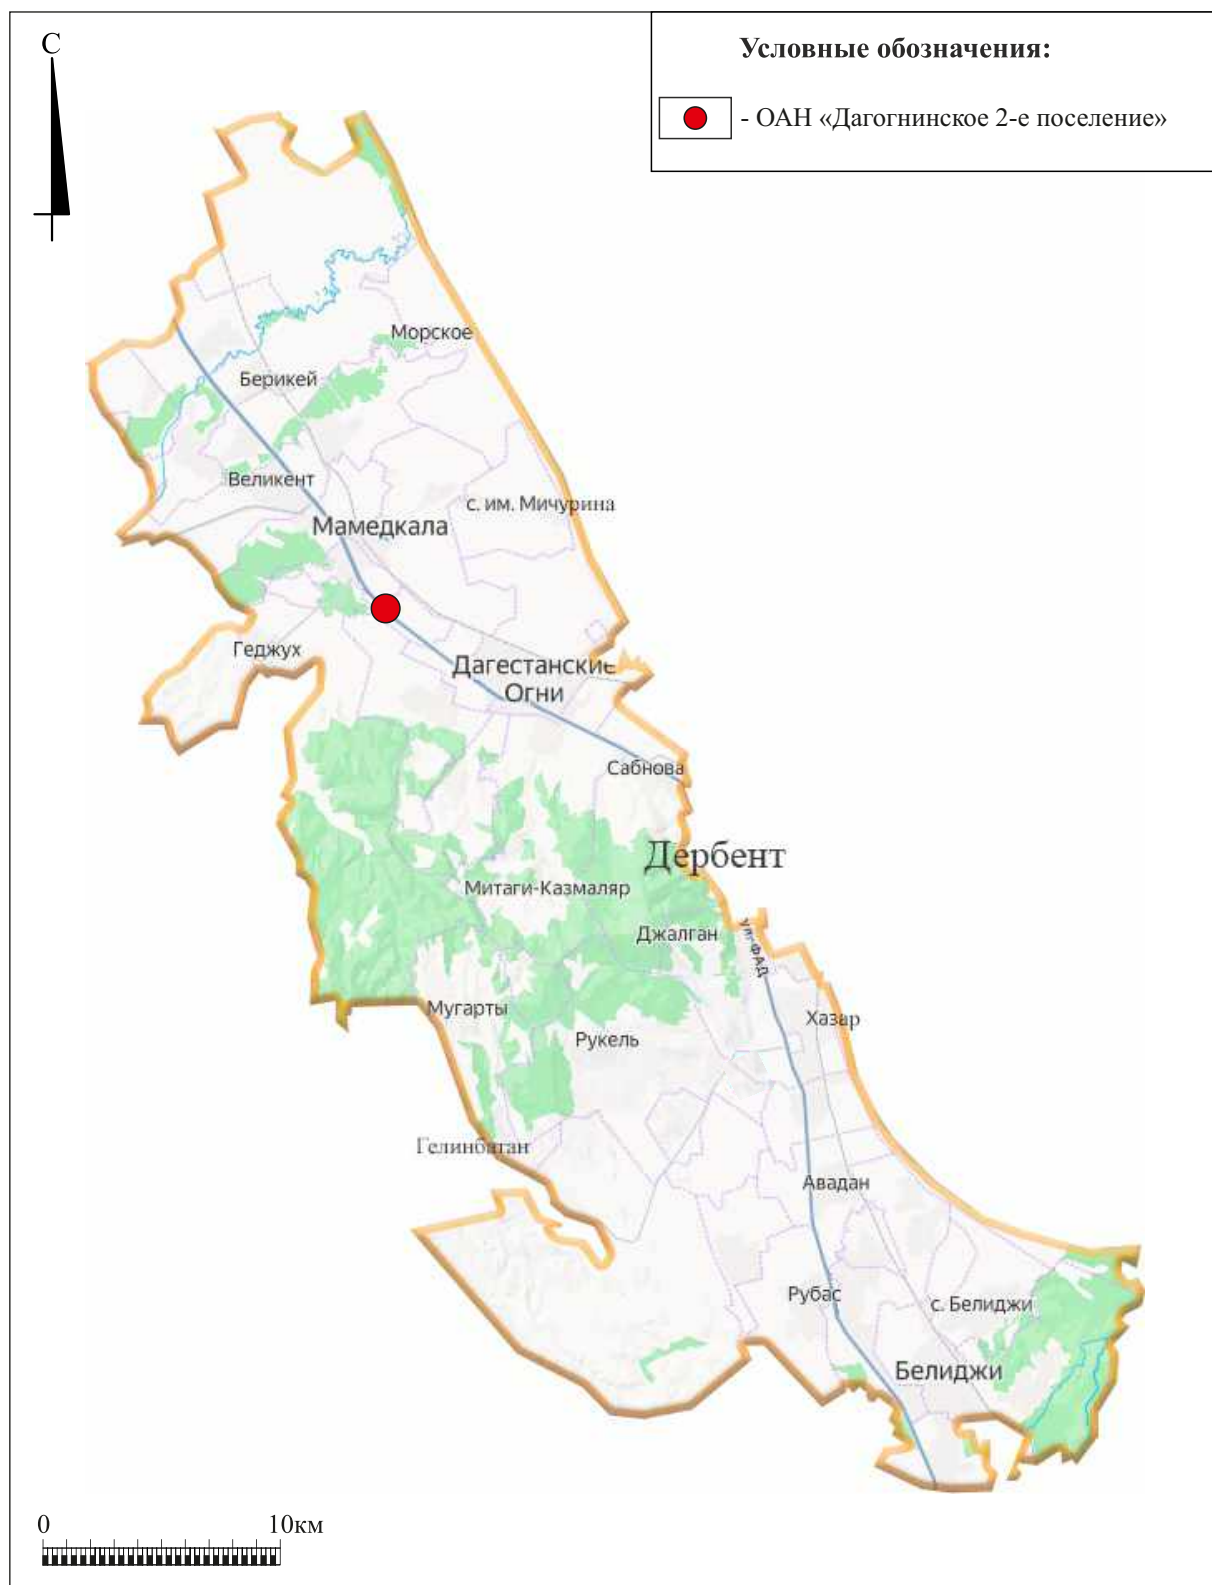 С
Условные обозначения:
- ОАН «Дагогнинское 2-е поселение»
Морское
Берикей
Великент
с. им. Мичурина
Мамедкала
Геджух
Дагестанские
Огни
Сабнова
Дербент
Митаги-Казмаляр
Джалган
ФАД
Мугарты
Хазар
Рукель
Гелинбатан
Авадан
Рубас
с. Белиджи
Белиджи
0 10км